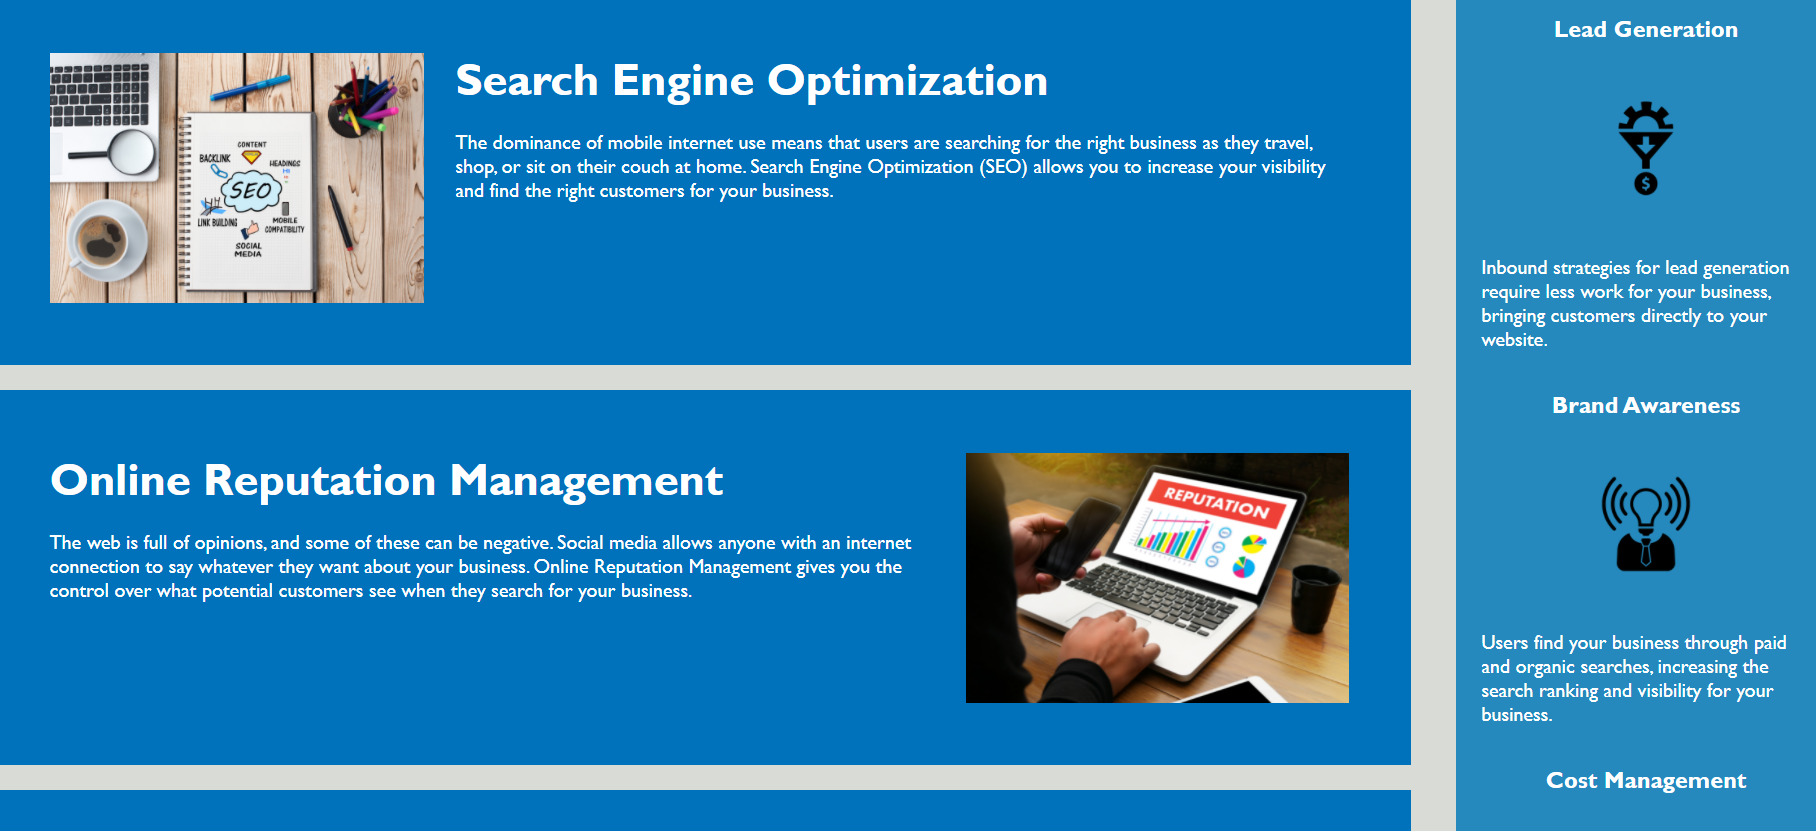 Search Engine Optimization
The dominance of mobile internet use means that users are searching for the right business as they travel,
shop, or sit on their couch at home. Search Engine Optimization (SEO) allows you to increase your visibility
and find the right customers for your business.
CONTENT
BACKLINK
HEADINGS
SEO
LINK BUILDING
MOBILE
COMPATIBILITY
SOCIAL
MEDIA
Online Reputation Management
The web is full of opinions, and some of these can be negative. Social media allows anyone with an internet
connection to say whatever they want about your business. Online Reputation Management gives you the
control over what potential customers see when they search for your business.
REPUTATION
Lead Generation
$
Inbound strategies for lead generation
require less work for your business,
bringing customers directly to your
website.
Brand Awareness
Users find your business through paid
and organic searches, increasing the
search ranking and visibility for your
business.
Cost Management